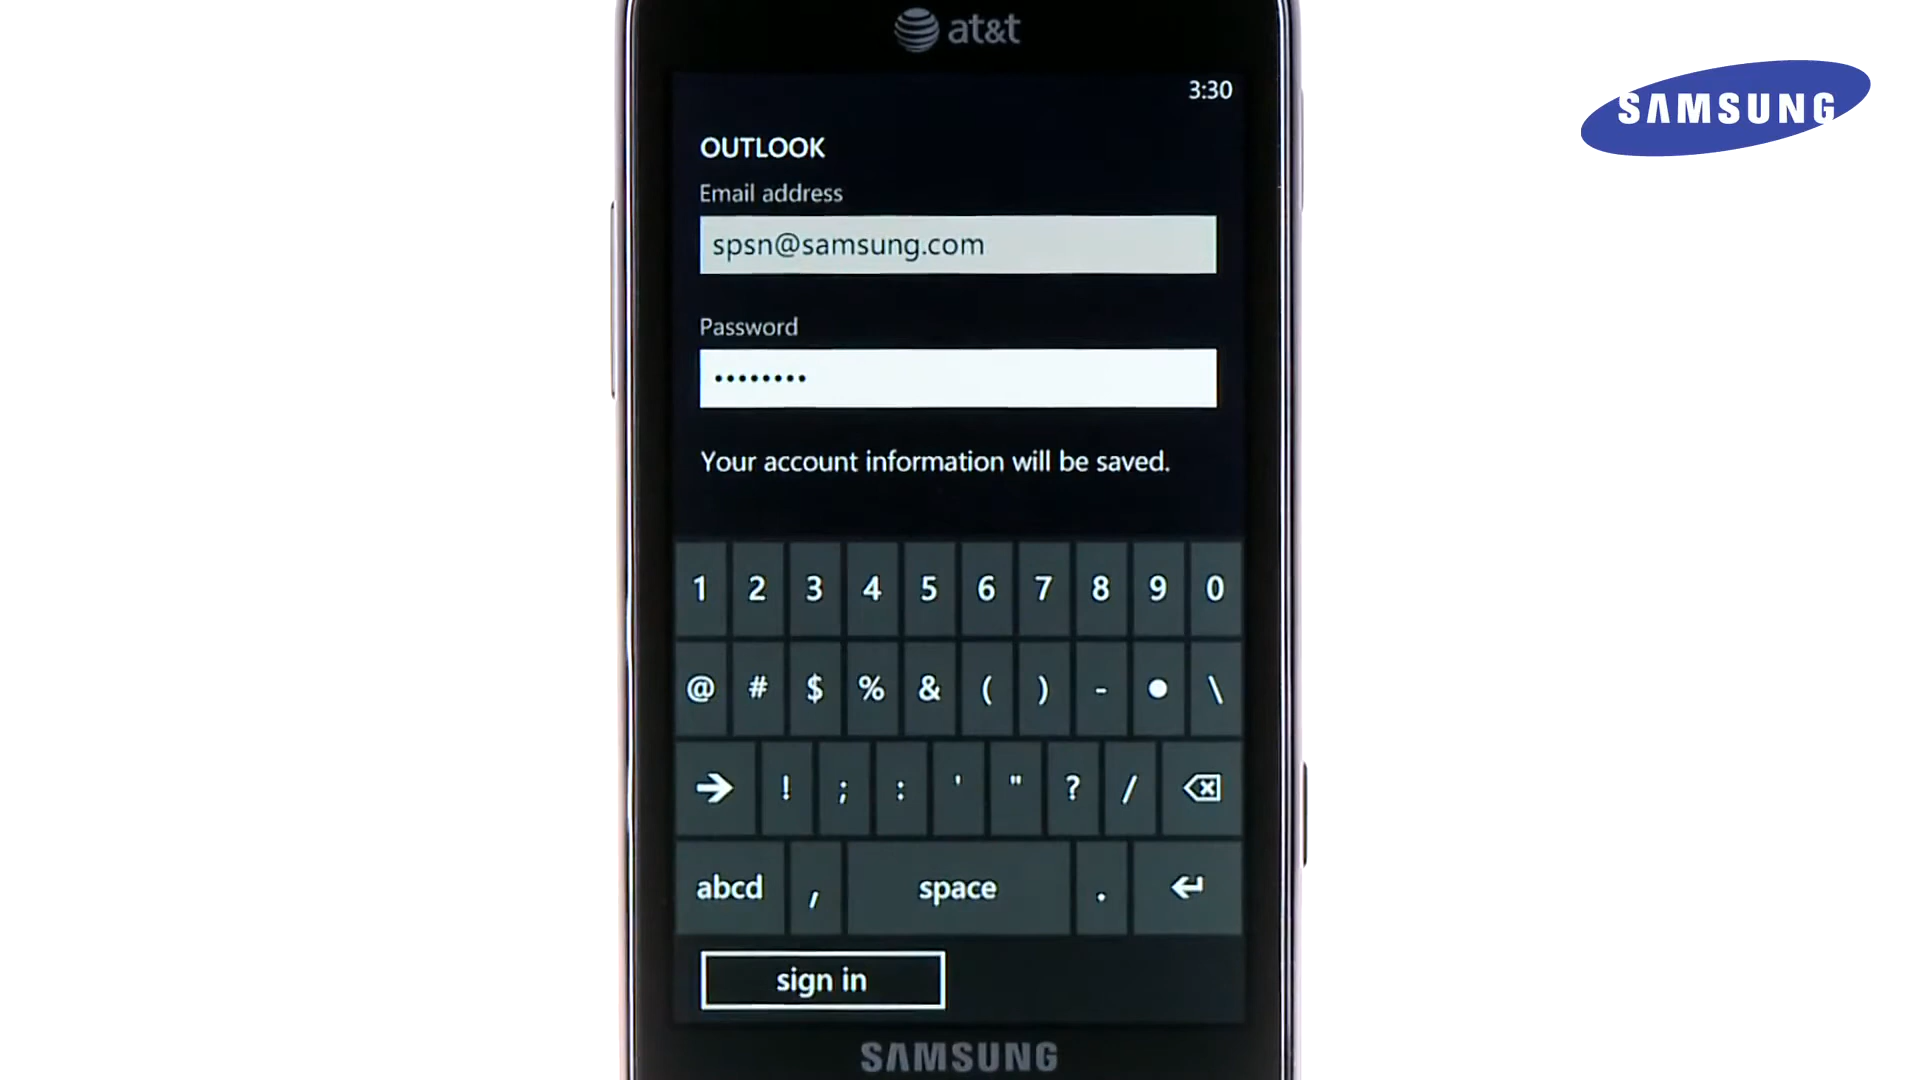 at&t
3:30
SAMSUNG
OUTLOOK
Email address
spsn@samsung.com
Password
••••••••
Your account information will be saved.
1 2 3 4 5 6 7 8 9 0
@ # $ % & ( ) - ● \
→ ! ; : ' " ? /
abcd , space . ↵
sign in
SAMSUNG